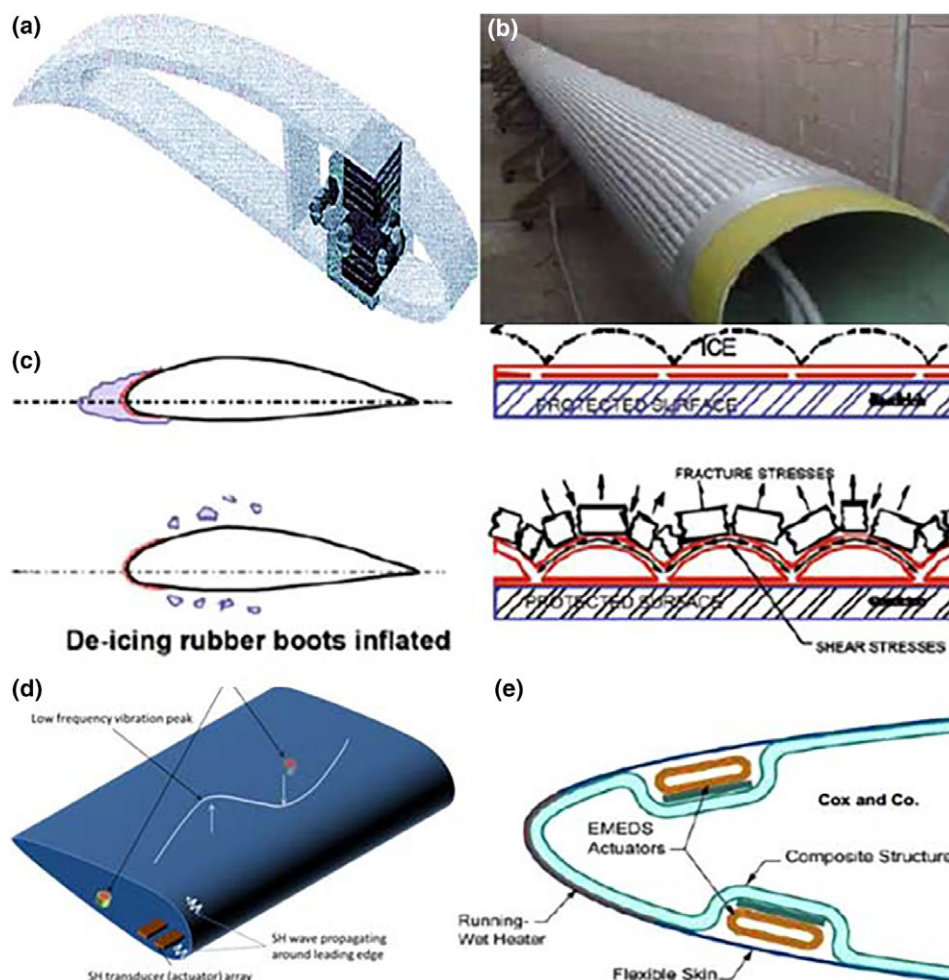 (a)
(b)
(c)
ICE
PROTECTED SURFACE
FRACTURE STRESSES
PROTECTED SURFACE
De-icing rubber boots inflated
SHEAR STRESSES
(d)
Low frequency vibration peak
SH wave propagating
around leading edge
SH transducer (actuator) array
(e)
Cox and Co.
EMEDS
Actuators
Composite Structure
Running-
Wet Heater
Flexible Skin